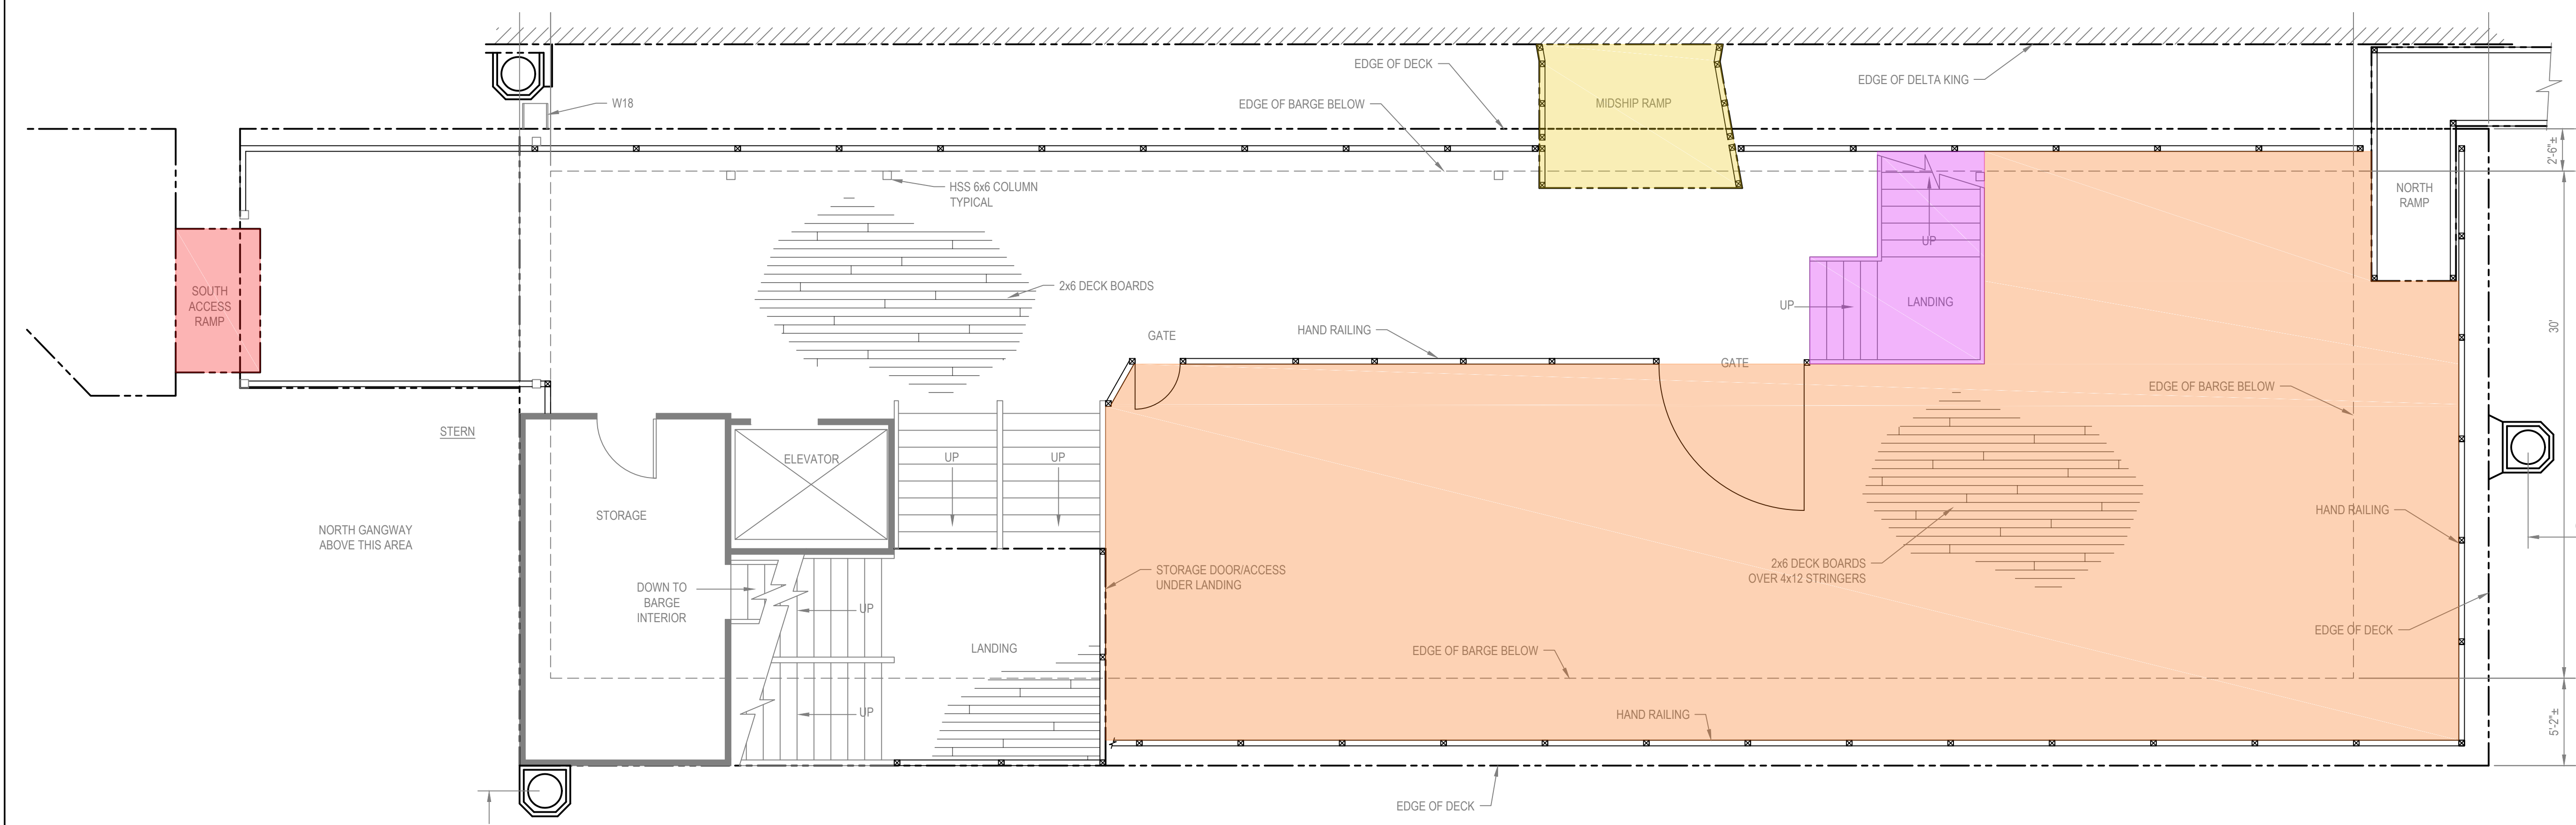 EDGE OF DECK
EDGE OF DELTA KING
W18
EDGE OF BARGE BELOW
MIDSHIP RAMP
2'-6"±
HSS 6x6 COLUMN
TYPICAL
NORTH
RAMP
UP
SOUTH
ACCESS
RAMP
2x6 DECK BOARDS
UP
LANDING
GATE
HAND RAILING
GATE
30'
EDGE OF BARGE BELOW
STERN
ELEVATOR
UP
UP
STORAGE
HAND RAILING
NORTH GANGWAY
ABOVE THIS AREA
STORAGE DOOR/ACCESS
UNDER LANDING
2x6 DECK BOARDS
OVER 4x12 STRINGERS
DOWN TO
BARGE
INTERIOR
UP
EDGE OF DECK
LANDING
EDGE OF BARGE BELOW
UP
HAND RAILING
5'-2"±
EDGE OF DECK